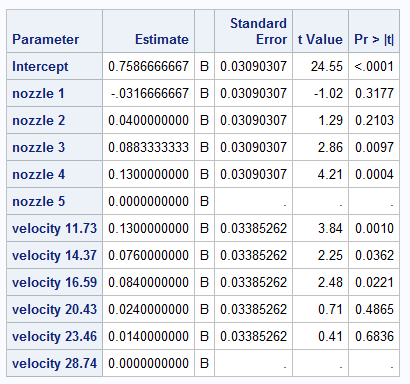 Parameter Estimate Standard Error t Value Pr > |t|
Intercept 0.7586666667 B 0.03090307 24.55 <.0001
nozzle 1 -.0316666667 B 0.03090307 -1.02 0.3177
nozzle 2 0.0400000000 B 0.03090307 1.29 0.2103
nozzle 3 0.0883333333 B 0.03090307 2.86 0.0097
nozzle 4 0.1300000000 B 0.03090307 4.21 0.0004
nozzle 5 0.0000000000 B . . .
velocity 11.73 0.1300000000 B 0.03385262 3.84 0.0010
velocity 14.37 0.0760000000 B 0.03385262 2.25 0.0362
velocity 16.59 0.0840000000 B 0.03385262 2.48 0.0221
velocity 20.43 0.0240000000 B 0.03385262 0.71 0.4865
velocity 23.46 0.0140000000 B 0.03385262 0.41 0.6836
velocity 28.74 0.0000000000 B . . .